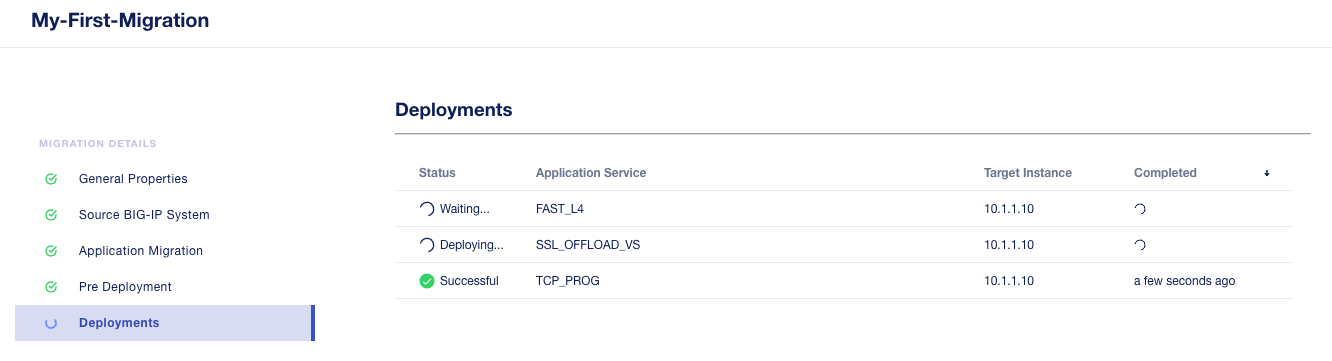 My-First-Migration
Deployments
MIGRATION DETAILS
General Properties
Source BIG-IP System
Application Migration
Pre Deployment
Deployments
Status Application Service Target Instance Completed
Waiting... FAST_L4 10.1.1.10
Deploying... SSL_OFFLOAD_VS 10.1.1.10
Successful TCP_PROG 10.1.1.10 a few seconds ago